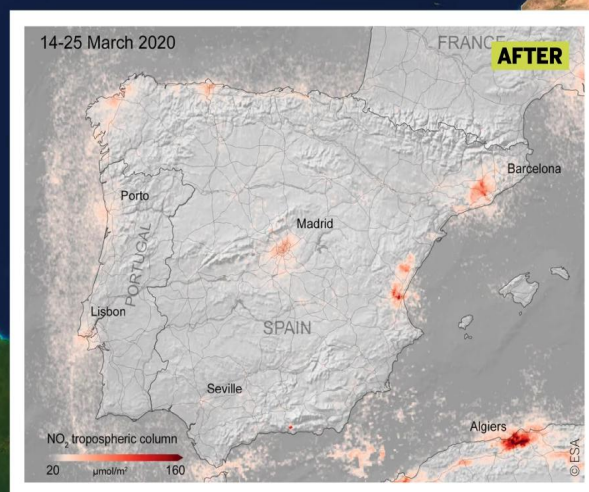 14-25 March 2020
FRANCE
AFTER
Barcelona
Porto
Madrid
PORTUGAL
Lisbon
SPAIN
Seville
Algiers
NO₂ tropospheric column
20 µmol/m² 160
© ESA